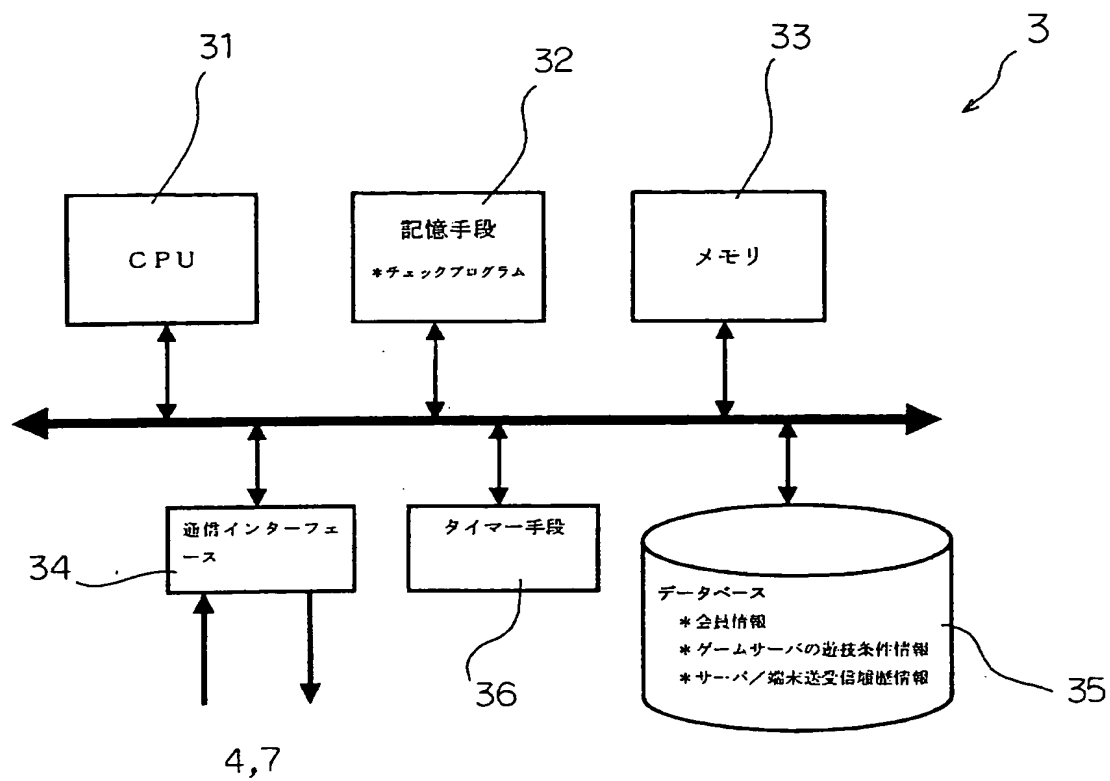 31
32
33
3
CPU
記憶手段
*チェックプログラム
メモリ
通信インターフェ
ース
34
タイマー手段
36
データベース
*会員情報
*ゲームサーバの遊技条件情報
*サーバ/端末送受信履歴情報
35
4,7